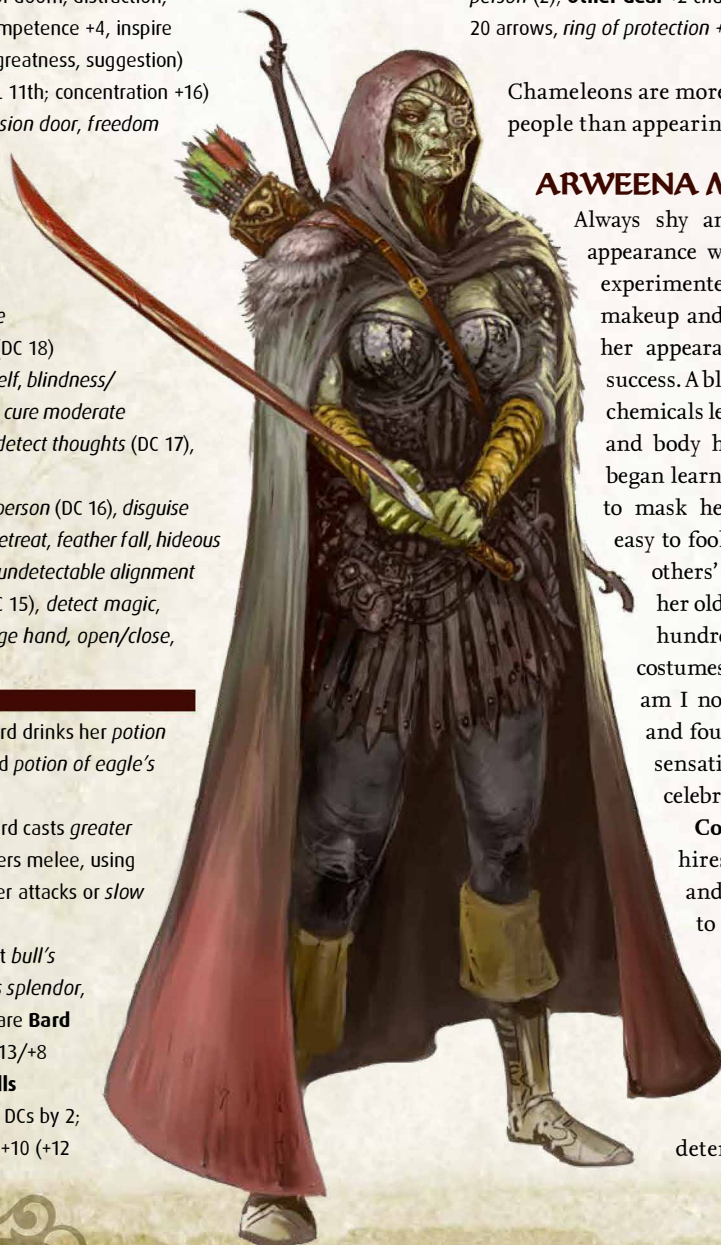 doom, distraction,
mpetence +4, inspire
greatness, suggestion)
11th; concentration +16)
sion door, freedom
e
(DC 18)
elf, blindness/
cure moderate
detect thoughts (DC 17),
person (DC 16), disguise
etreat, feather fall, hideous
undetectable alignment
C 15), detect magic,
ge hand, open/close,
rd drinks her potion
d potion of eagle's
rd casts greater
ers melee, using
er attacks or slow
t bull's
s splendor,
are Bard
13/+8
lls
DCs by 2;
+10 (+12
person (2); Other Gear +2
20 arrows, ring of protection +
Chameleons are more
people than appearin
ARWEENA
Always shy an
appearance w
experimente
makeup and
her appeara
success. A bl
chemicals le
and body h
began learn
to mask he
easy to fool
others'
her old
hundre
costumes
am I no
and fou
sensati
celebr
Co
hires
and
to
deter